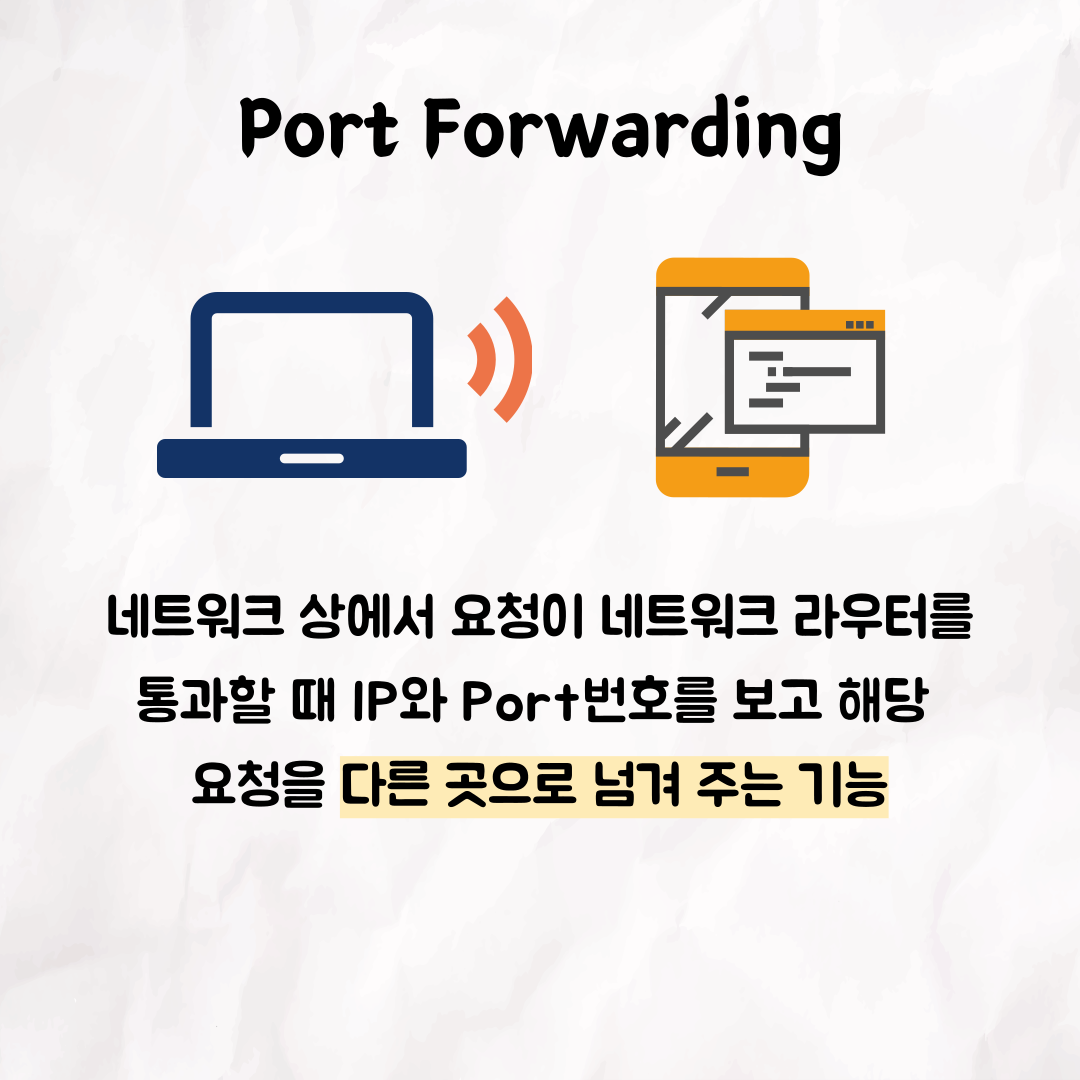 Port Forwarding
네트워크 상에서 요청이 네트워크 라우터를
통과할 때 IP와 Port번호를 보고 해당
요청을 다른 곳으로 넘겨 주는 기능